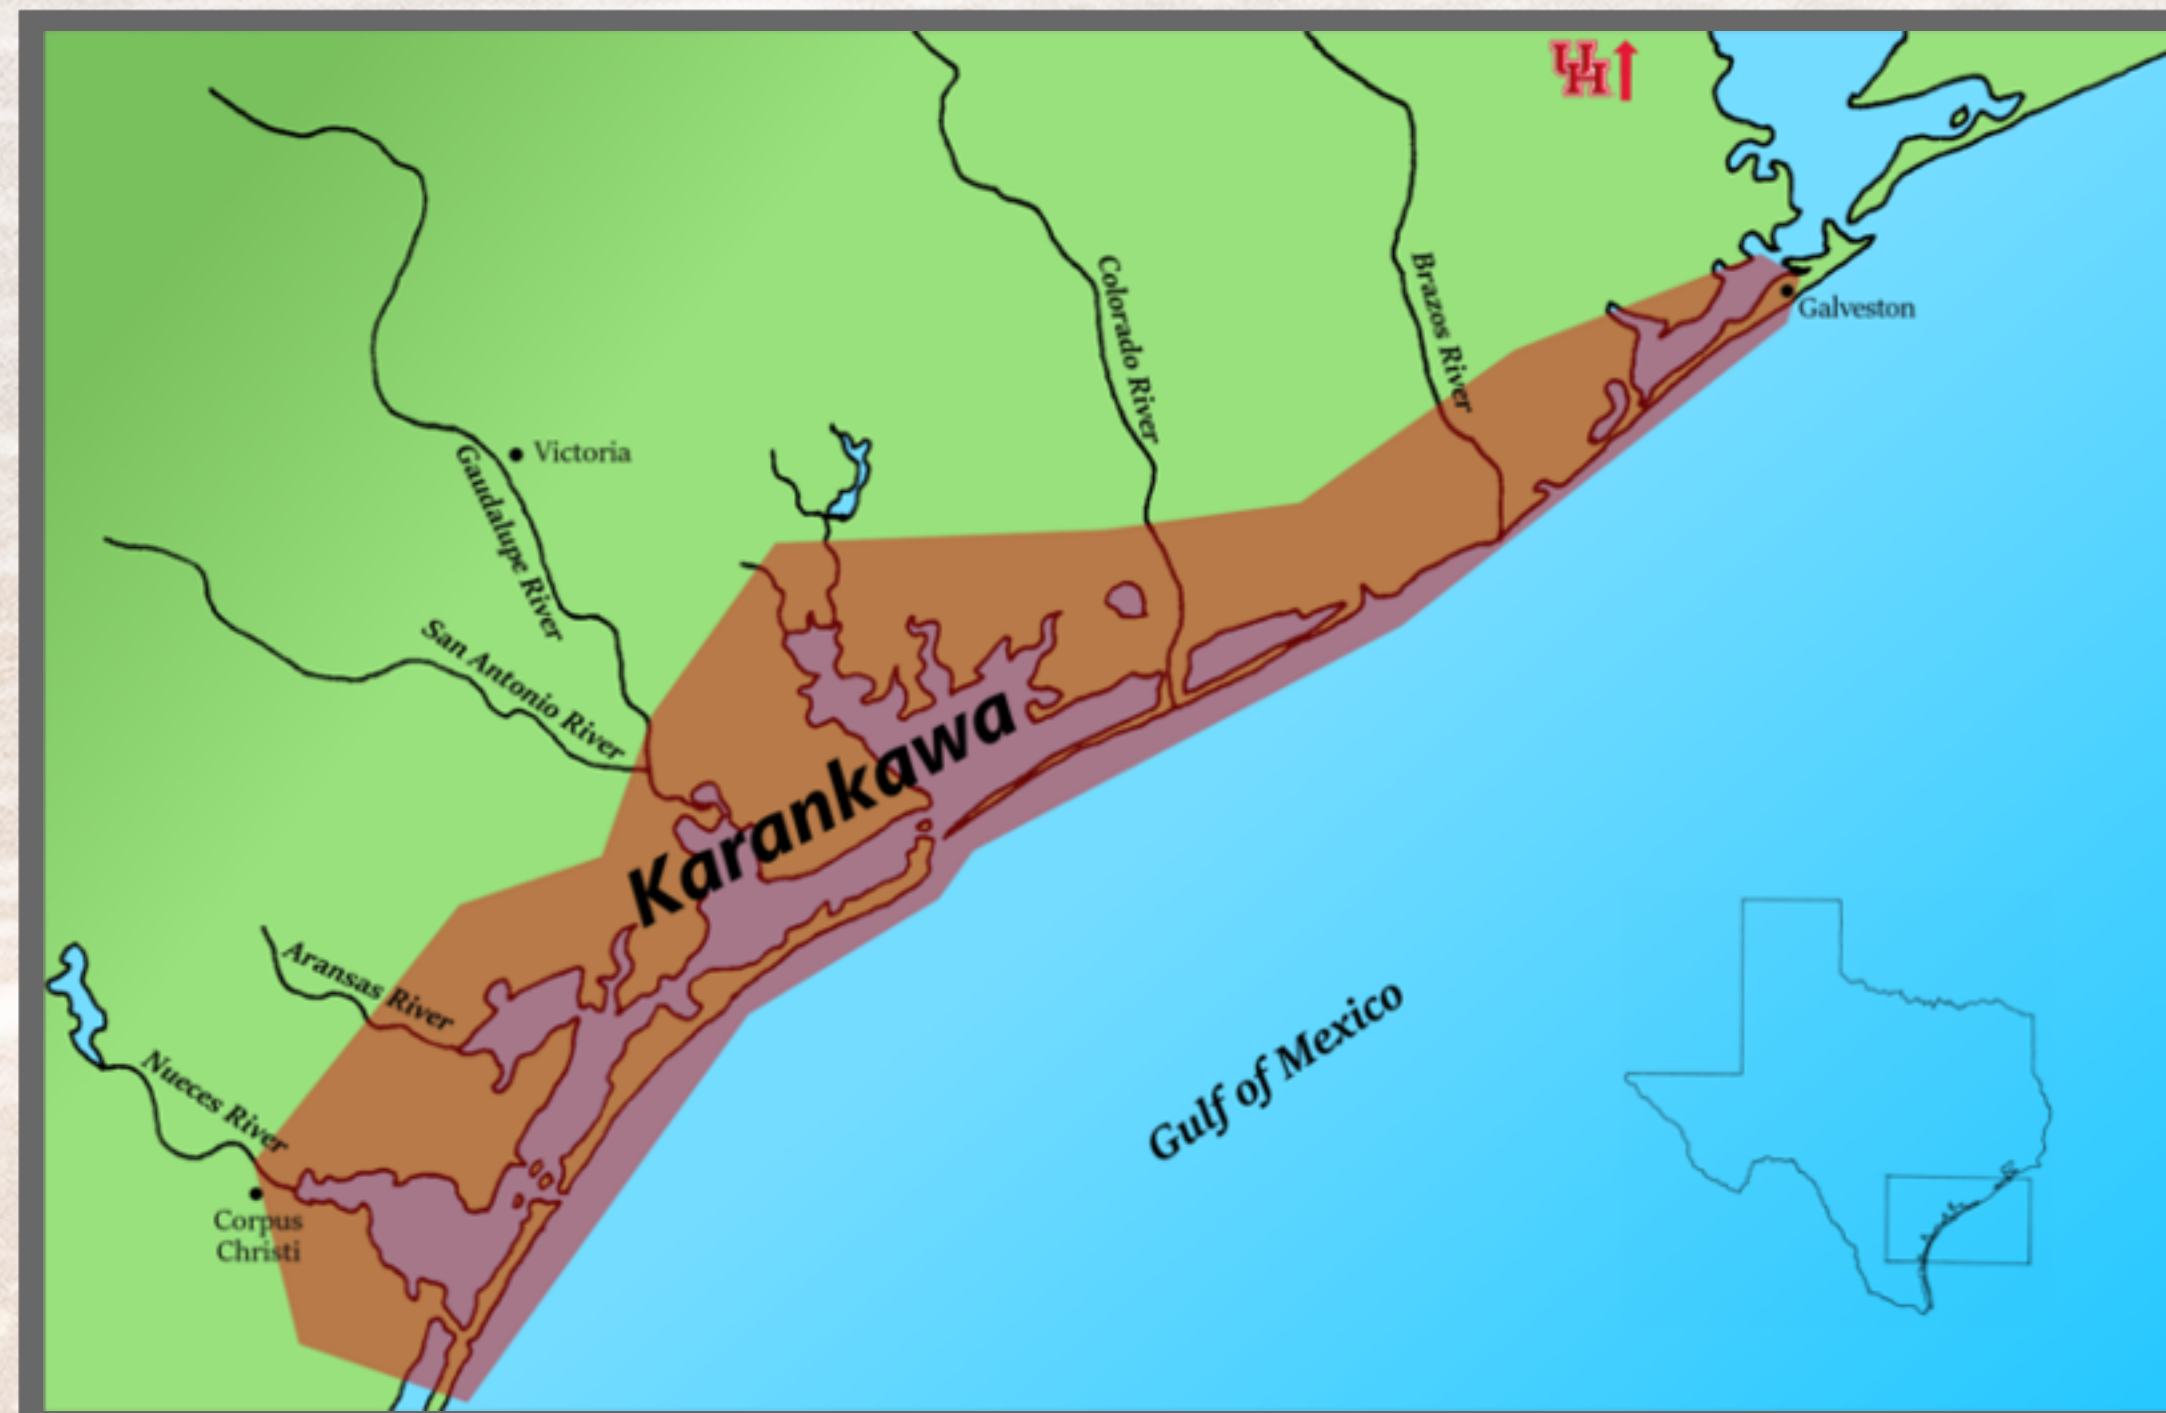 UH
Colorado River
Brazos River
Galveston
Victoria
Gaudalupe River
San Antonio River
Karankawa
Aransas River
Nueces River
Gulf of Mexico
Corpus
Christi